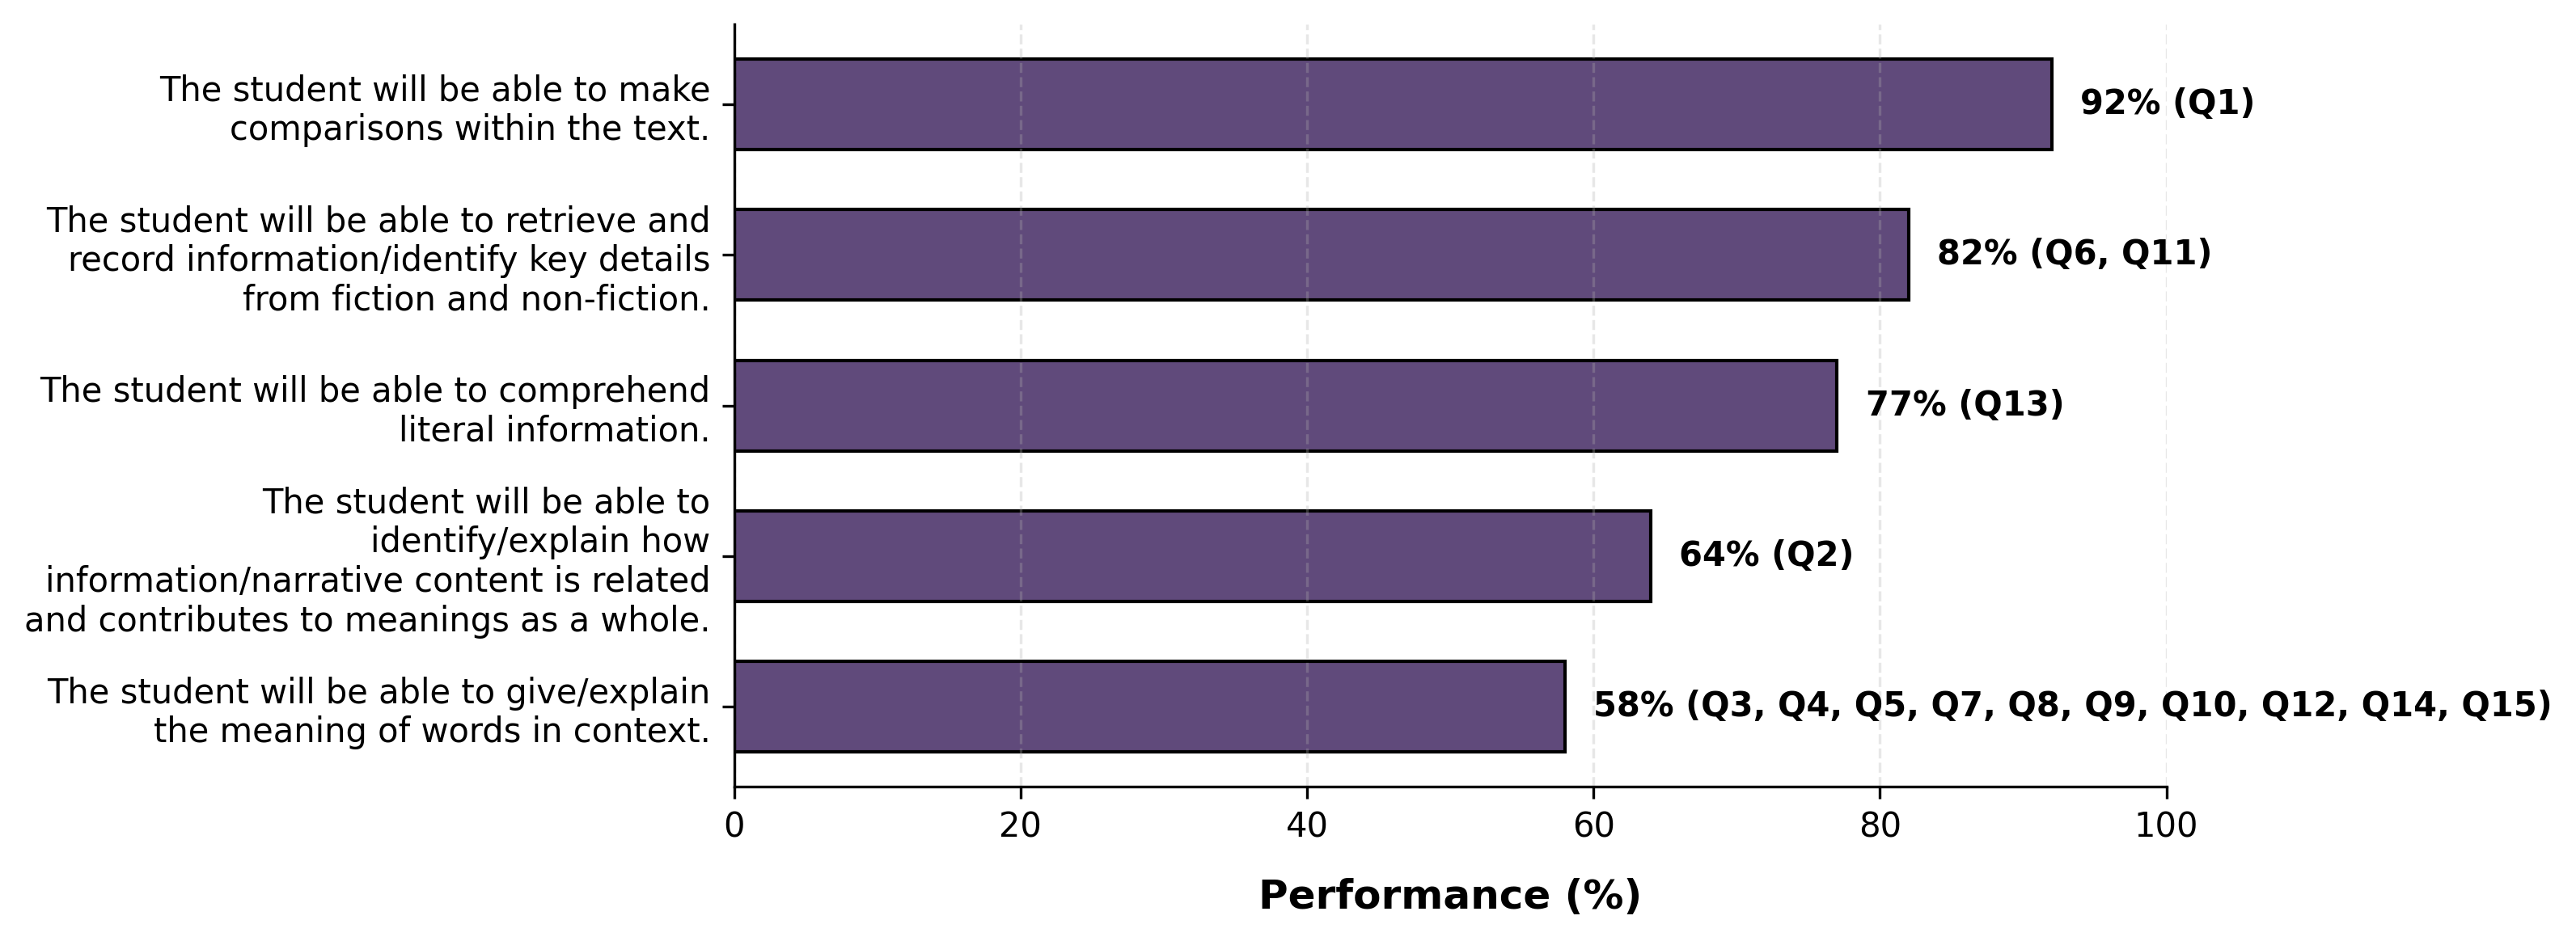 The student will be able to make
comparisons within the text.
92% (Q1)
The student will be able to retrieve and
record information/identify key details
from fiction and non-fiction.
82% (Q6, Q11)
The student will be able to comprehend
literal information.
77% (Q13)
The student will be able to
identify/explain how
information/narrative content is related
and contributes to meanings as a whole.
64% (Q2)
The student will be able to give/explain
the meaning of words in context.
58% (Q3, Q4, Q5, Q7, Q8, Q9, Q10, Q12, Q14, Q15)
0 20 40 60 80 100
Performance (%)